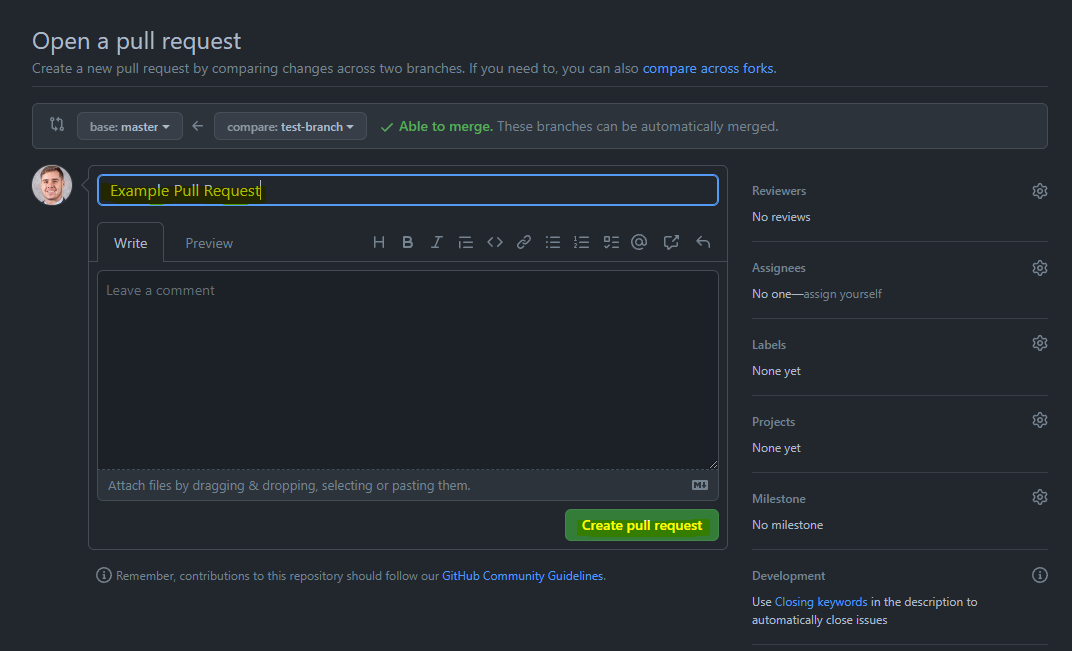 Open a pull request
Create a new pull request by comparing changes across two branches. If you need to, you can also compare across forks.
base: master
compare: test-branch
Able to merge. These branches can be automatically merged.
Example Pull Request
Write
Preview
Leave a comment
Attach files by dragging & dropping, selecting or pasting them.
Create pull request
Remember, contributions to this repository should follow our GitHub Community Guidelines.
Reviewers
No reviews
Assignees
No one—assign yourself
Labels
None yet
Projects
None yet
Milestone
No milestone
Development
Use Closing keywords in the description to
automatically close issues